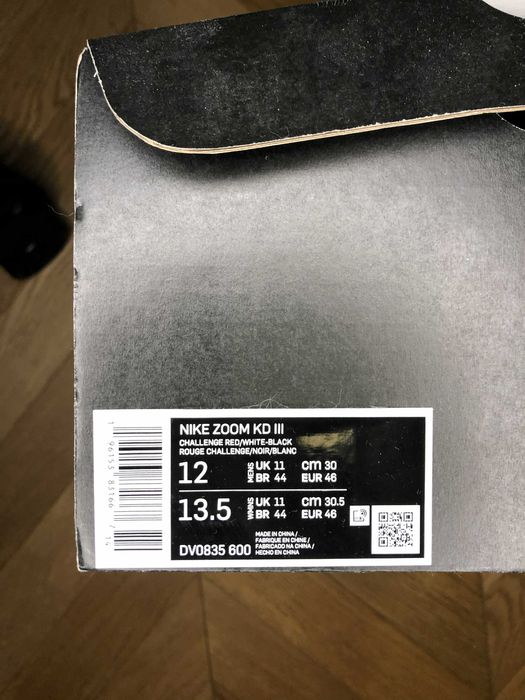 NIKE ZOOM KD III
CHALLENGE RED/WHITE-BLACK
ROUGE CHALLENGE/NOIR/BLANC
12 MENS UK 11 CM 30
BR 44 EUR 46
13.5 WMNS UK 11 CM 30.5
BR 44 EUR 46
DV0835 600
MADE IN CHINA /
FABRIQUE EN CHINE /
FABRICADO NA CHINA /
HECHO EN CHINA